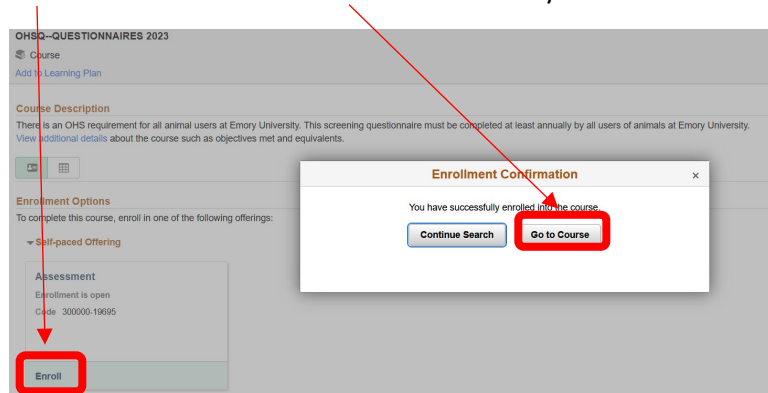 OHSQ--QUESTIONNAIRES 2023
Course
Add to Learning Plan
Course Description
There is an OHS requirement for all animal users at Emory University. This screening questionnaire must be completed at least annually by all users of animals at Emory University.
View additional details about the course such as objectives met and equivalents.
Enrollment Confirmation ×
You have successfully enrolled into the course.
Continue Search Go to Course
Enrollment Options
To complete this course, enroll in one of the following offerings:
Self-paced Offering
Assessment
Enrollment is open
Code 300000-19695
Enroll